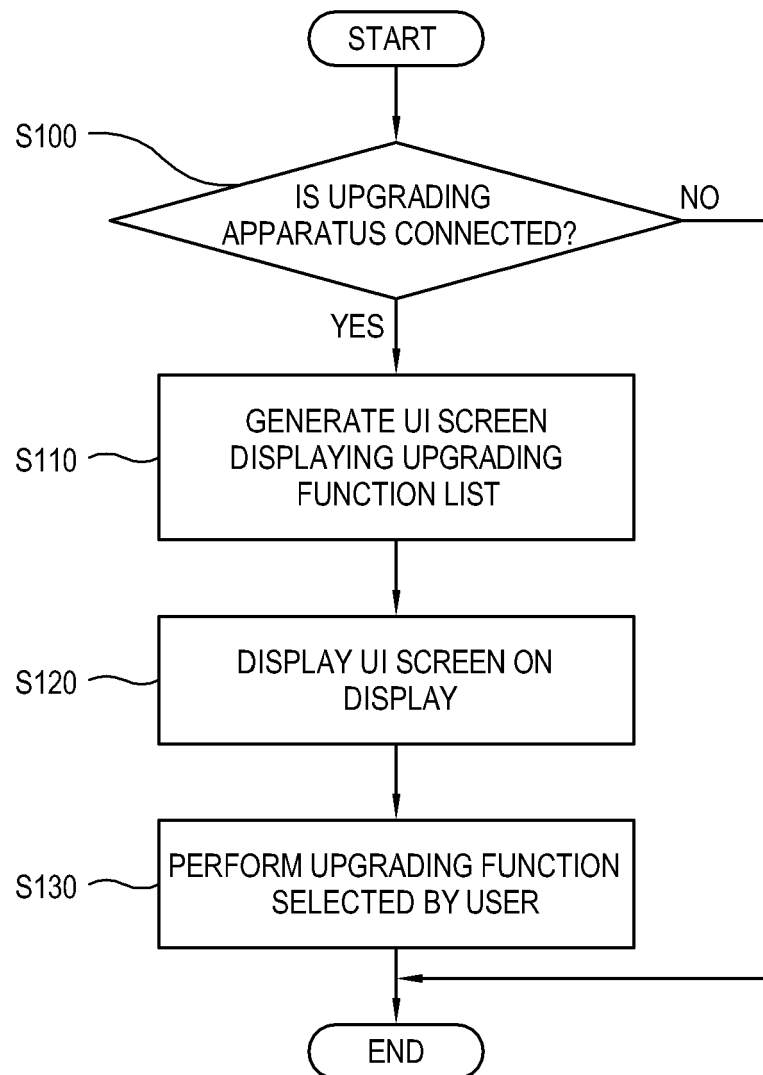 START
S100
IS UPGRADING
APPARATUS CONNECTED?
NO
YES
S110
GENERATE UI SCREEN
DISPLAYING UPGRADING
FUNCTION LIST
S120
DISPLAY UI SCREEN ON
DISPLAY
S130
PERFORM UPGRADING FUNCTION
SELECTED BY USER
END